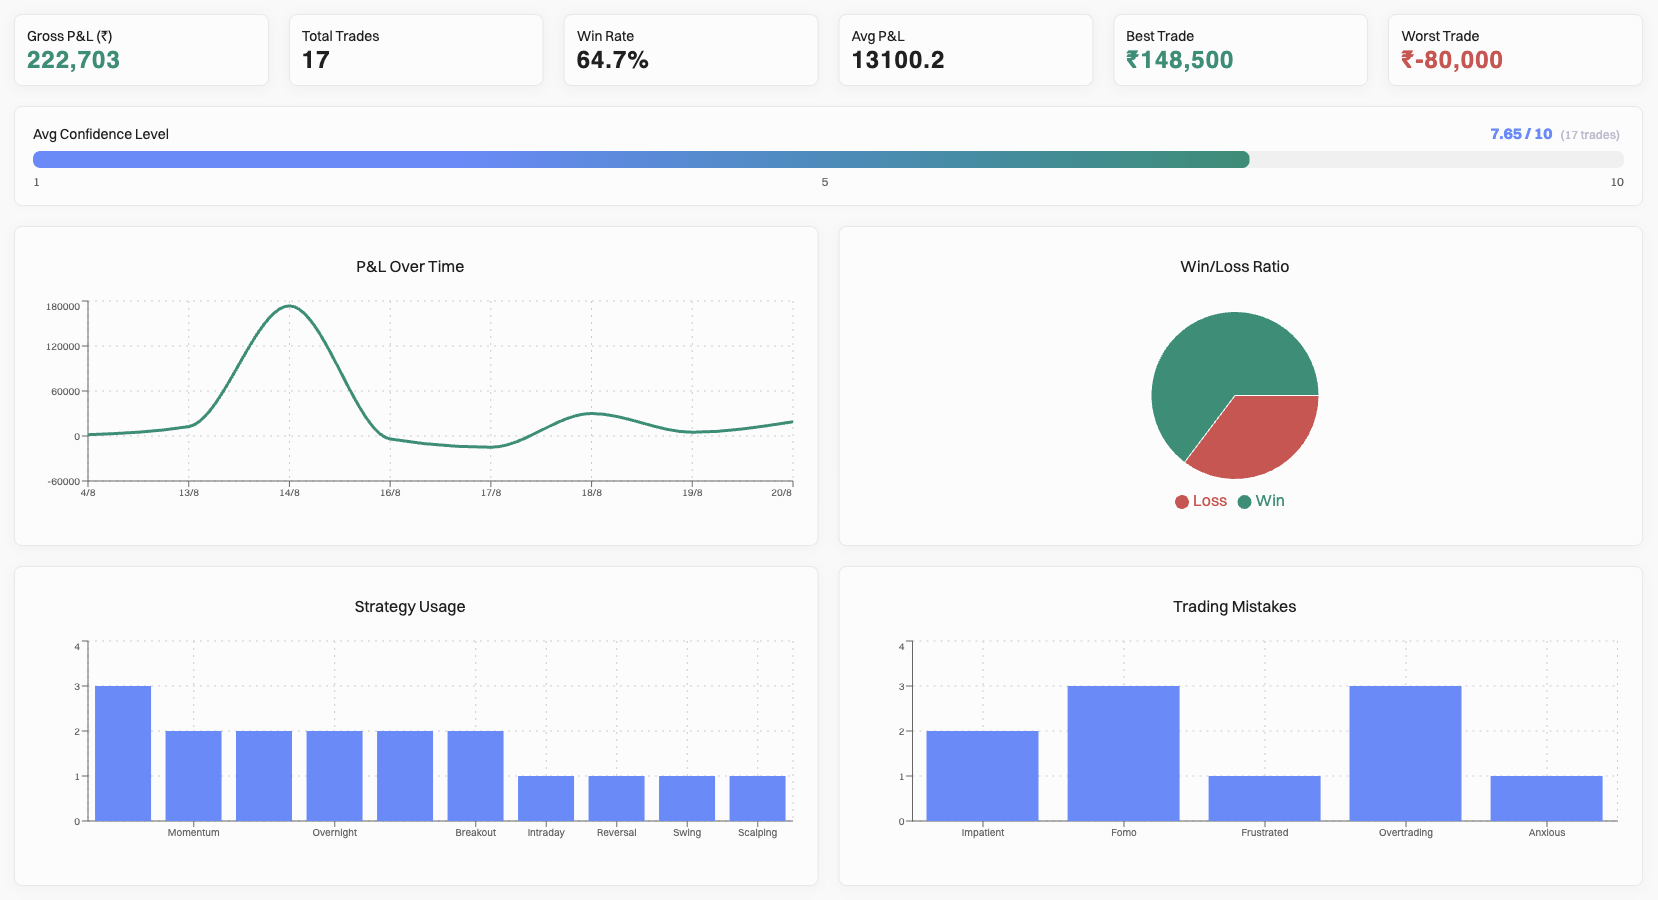 Gross P&L (₹)
222,703
Total Trades
17
Win Rate
64.7%
Avg P&L
13100.2
Best Trade
₹148,500
Worst Trade
₹-80,000
Avg Confidence Level
7.65 / 10 (17 trades)
1 5 10
P&L Over Time
180000
120000
60000
0
-60000
4/8 13/8 14/8 16/8 17/8 18/8 19/8 20/8
Win/Loss Ratio
Loss Win
Strategy Usage
4
3
2
1
0
Momentum Overnight Breakout Intraday Reversal Swing Scalping
Trading Mistakes
4
3
2
1
0
Impatient Fomo Frustrated Overtrading Anxious